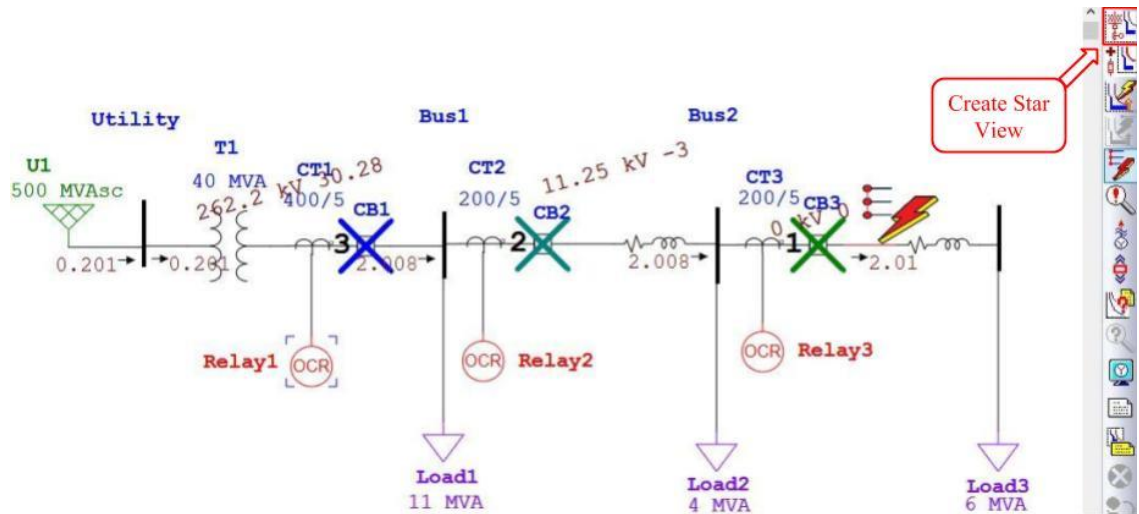 Create Star
View
Utility
Bus1
Bus2
U1
500 MVAsc
T1
40 MVA
262.2 kV 30.28
CT1
400/5
CB1
3
CT2
200/5
11.25 kV -3
CB2
2
CT3
200/5
0 kV 0
CB3
1
0.201
0.201
2.008
2.008
2.01
Relay1
OCR
OCR
Relay2
OCR
Relay3
Load1
11 MVA
Load2
4 MVA
Load3
6 MVA